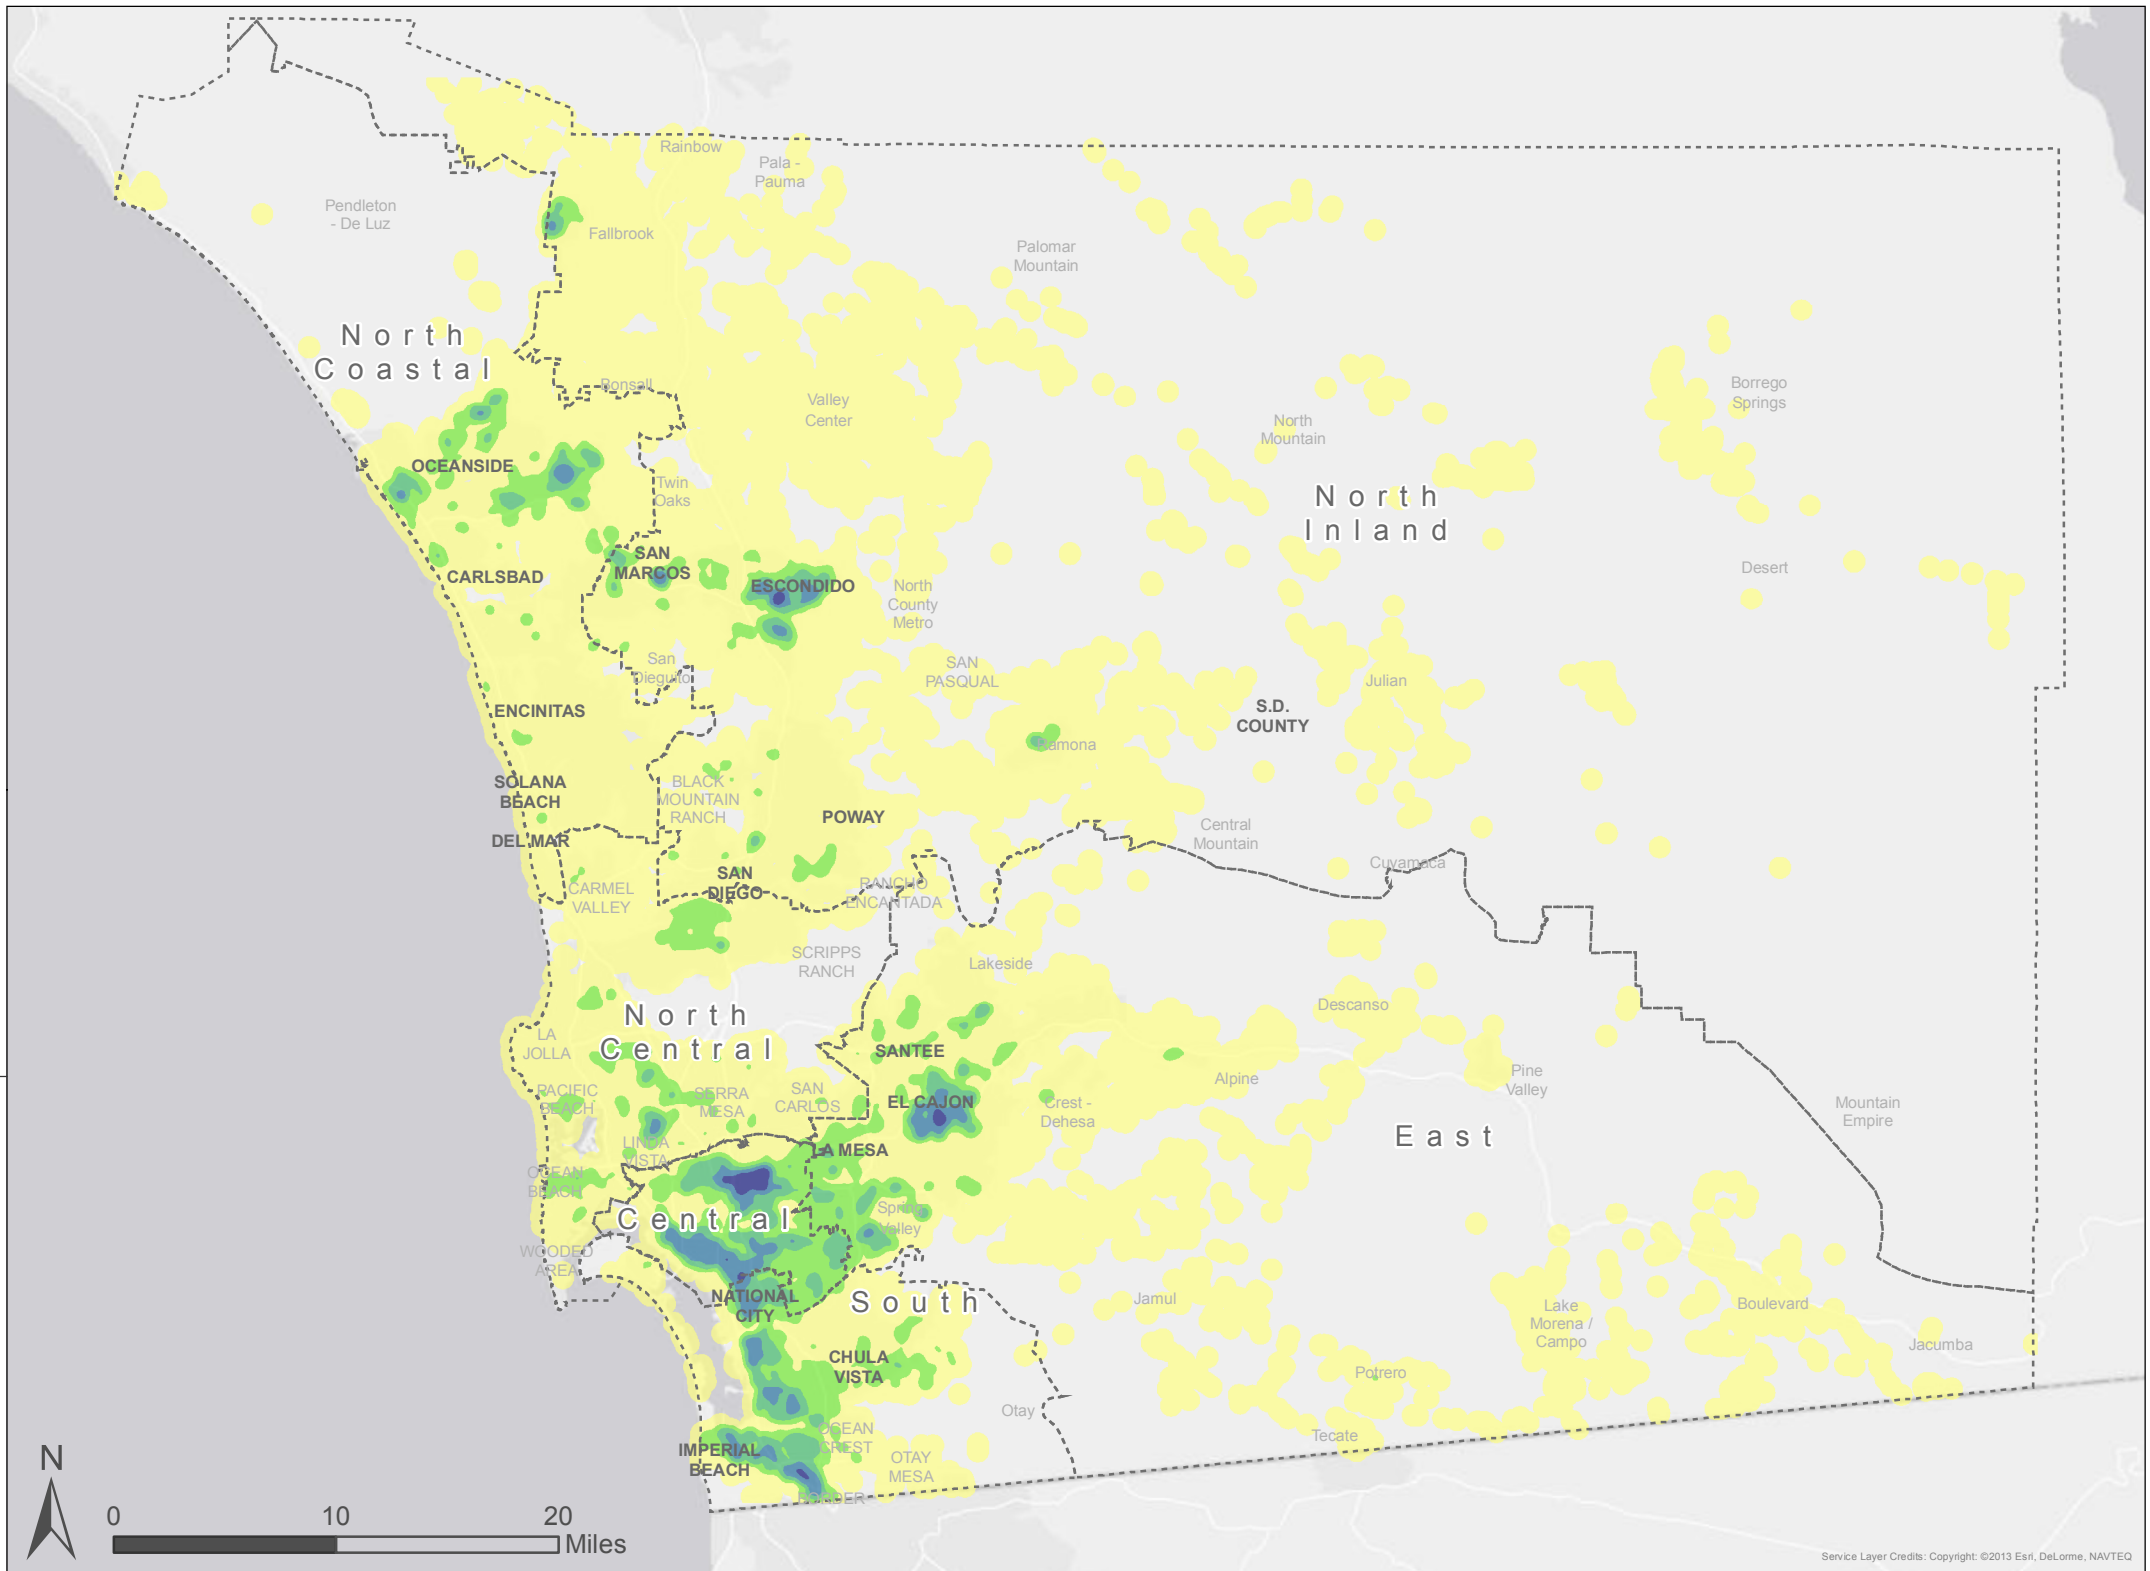 Rainbow
Pala -
Pauma
Pendleton
- De Luz
Fallbrook
Palomar
Mountain
North
Coastal
Bonsall
Valley
Center
Borrego
Springs
North
Mountain
OCEANSIDE
Twin
Oaks
North
Inland
SAN
MARCOS
CARLSBAD
ESCONDIDO
Desert
North
County
Metro
San
Dieguito
SAN
PASQUAL
Julian
ENCINITAS
S.D.
COUNTY
Ramona
SOLANA
BEACH
BLACK
MOUNTAIN
RANCH
POWAY
DEL MAR
Central
Mountain
Cuyamaca
SAN
DIEGO
CARMEL
VALLEY
RANCHO
ENCANTADA
SCRIPPS
RANCH
Lakeside
Descanso
North
Central
LA
JOLLA
SANTEE
Alpine
Pine
Valley
PACIFIC
BEACH
SERRA
MESA
SAN
CARLOS
EL CAJON
Crest -
Dehesa
Mountain
Empire
East
LINDA
VISTA
LA MESA
OCEAN
BEACH
Central
Spring
Valley
WOODED
AREA
NATIONAL
CITY
South
Jamul
Lake
Morena /
Campo
Boulevard
Jacumba
CHULA
VISTA
Potrero
Otay
OCEAN
CREST
Tecate
IMPERIAL
BEACH
OTAY
MESA
BORDER
N
0 10 20
Miles
Service Layer Credits: Copyright: ©2013 Esri, DeLorme, NAVTEQ